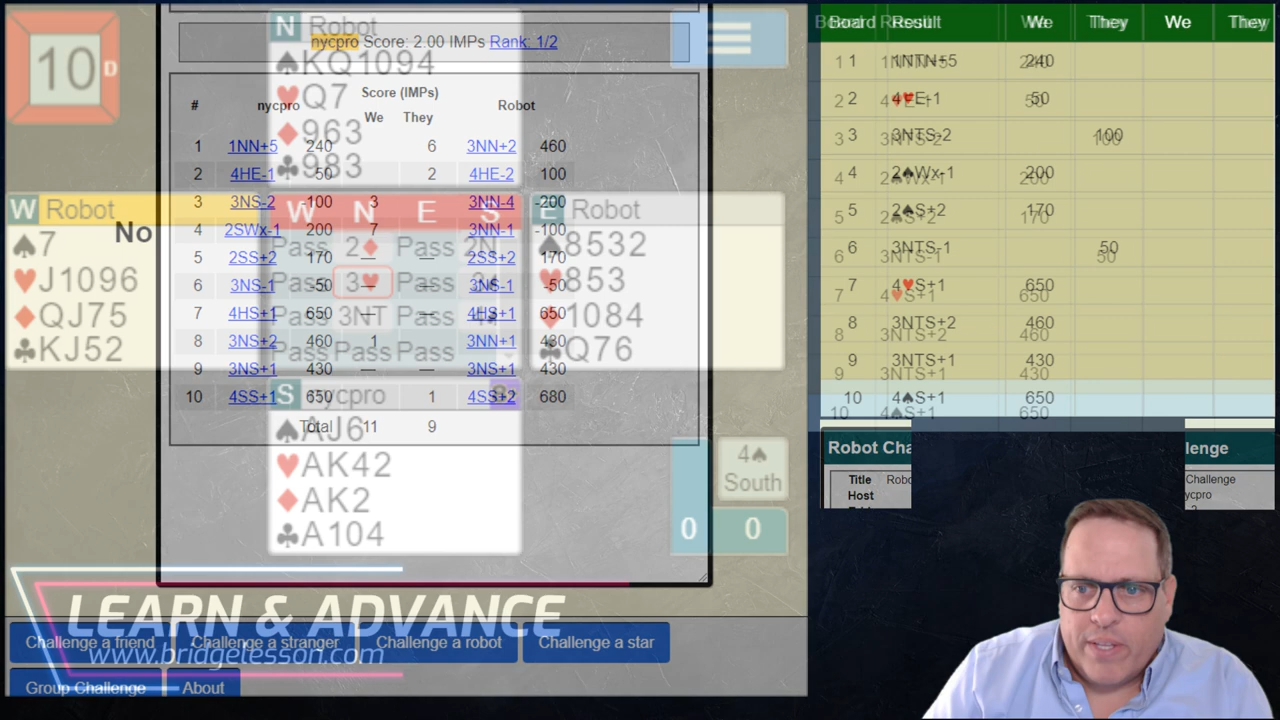 10 D
N Robot
♠KQ1094
♥Q7
♦963
♣983
nycpro Score: 2.00 IMPs Rank: 1/2
# nycpro Score (IMPs) Robot
We They
1 1NN+5 240 6 3NN+2 460
2 4HE-1 50 2 4HE-2 100
3 3NS-2 -100 3 3NN-4 -200
4 2SWx-1 200 7 3NN-1 -100
5 2SS+2 170 — — 2SS+2 170
6 3NS-1 -50 — — 3NS-1 -50
7 4HS+1 650 — — 4HS+1 650
8 3NS+2 460 1 3NN+1 430
9 3NS+1 430 — — 3NS+1 430
10 4SS+1 650 1 4SS+2 680
Total 11 9
W Robot
♠7
♥J1096
♦QJ75
♣KJ52
No
W N E S
Pass 2♦ Pass 2N
Pass 3♥ Pass
Pass 3NT Pass
Pass Pass Pass
E Robot
♠8532
♥853
♦1084
♣Q76
S nycpro
♠AJ6
♥AK42
♦AK2
♣A104
4♠
South
0 0
LEARN & ADVANCE
www.bridgelesson.com
Challenge a friend Challenge a stranger Challenge a robot Challenge a star
Group Challenge About
Board Result We They We They
1 1NTN+5 240
2 4♥E-1 50
3 3NTS-2 100
4 2♠Wx-1 200
5 2♠S+2 170
6 3NTS-1 50
7 4♥S+1 650
8 3NTS+2 460
9 3NTS+1 430
10 4♠S+1 650
Robot Cha lenge
Title Robo Challenge
Host ycpro